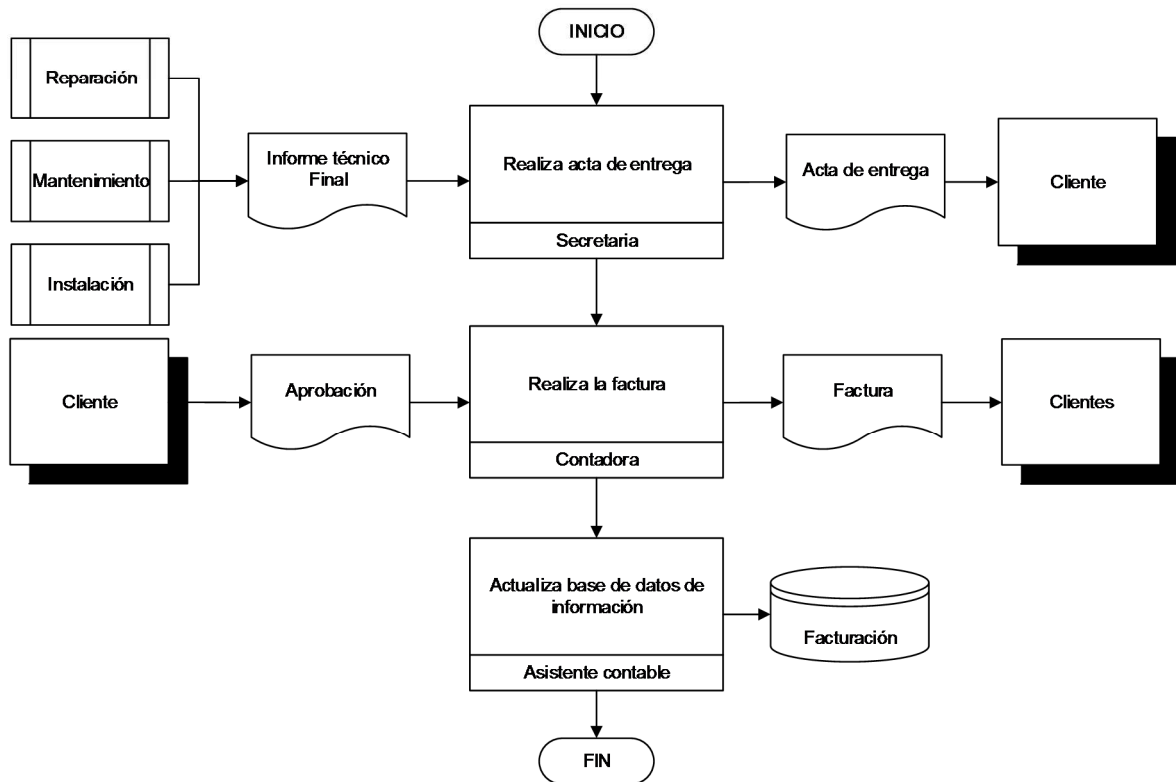 INICIO
Reparación
Mantenimiento
Instalación
Informe técnico
Final
Realiza acta de entrega
Secretaria
Acta de entrega
Cliente
Cliente
Aprobación
Realiza la factura
Contadora
Factura
Clientes
Actualiza base de datos de
información
Asistente contable
Facturación
FIN